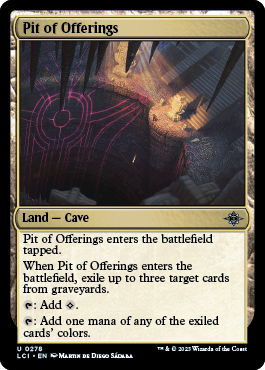 Pit of Offerings
Land — Cave
Pit of Offerings enters the battlefield
tapped.
When Pit of Offerings enters the
battlefield, exile up to three target cards
from graveyards.
: Add .
: Add one mana of any of the exiled
cards' colors.
U 0278
LCI • EN Martin de Diego Sádaba
™ & © 2023 Wizards of the Coast